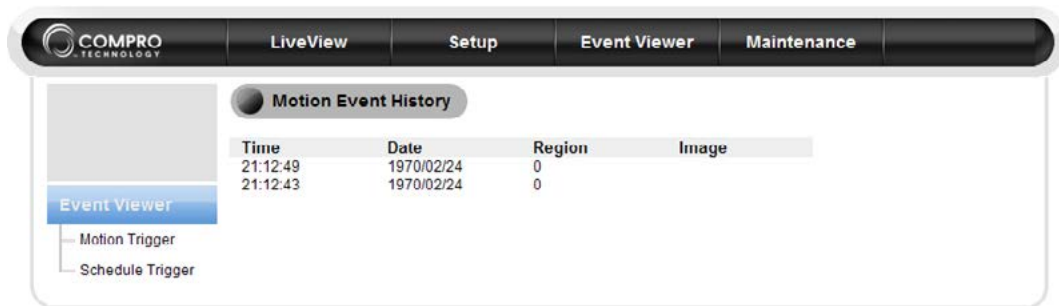 COMPRO
TECHNOLOGY
LiveView Setup Event Viewer Maintenance
Motion Event History
Time Date Region Image
21:12:49 1970/02/24 0
21:12:43 1970/02/24 0
Event Viewer
Motion Trigger
Schedule Trigger